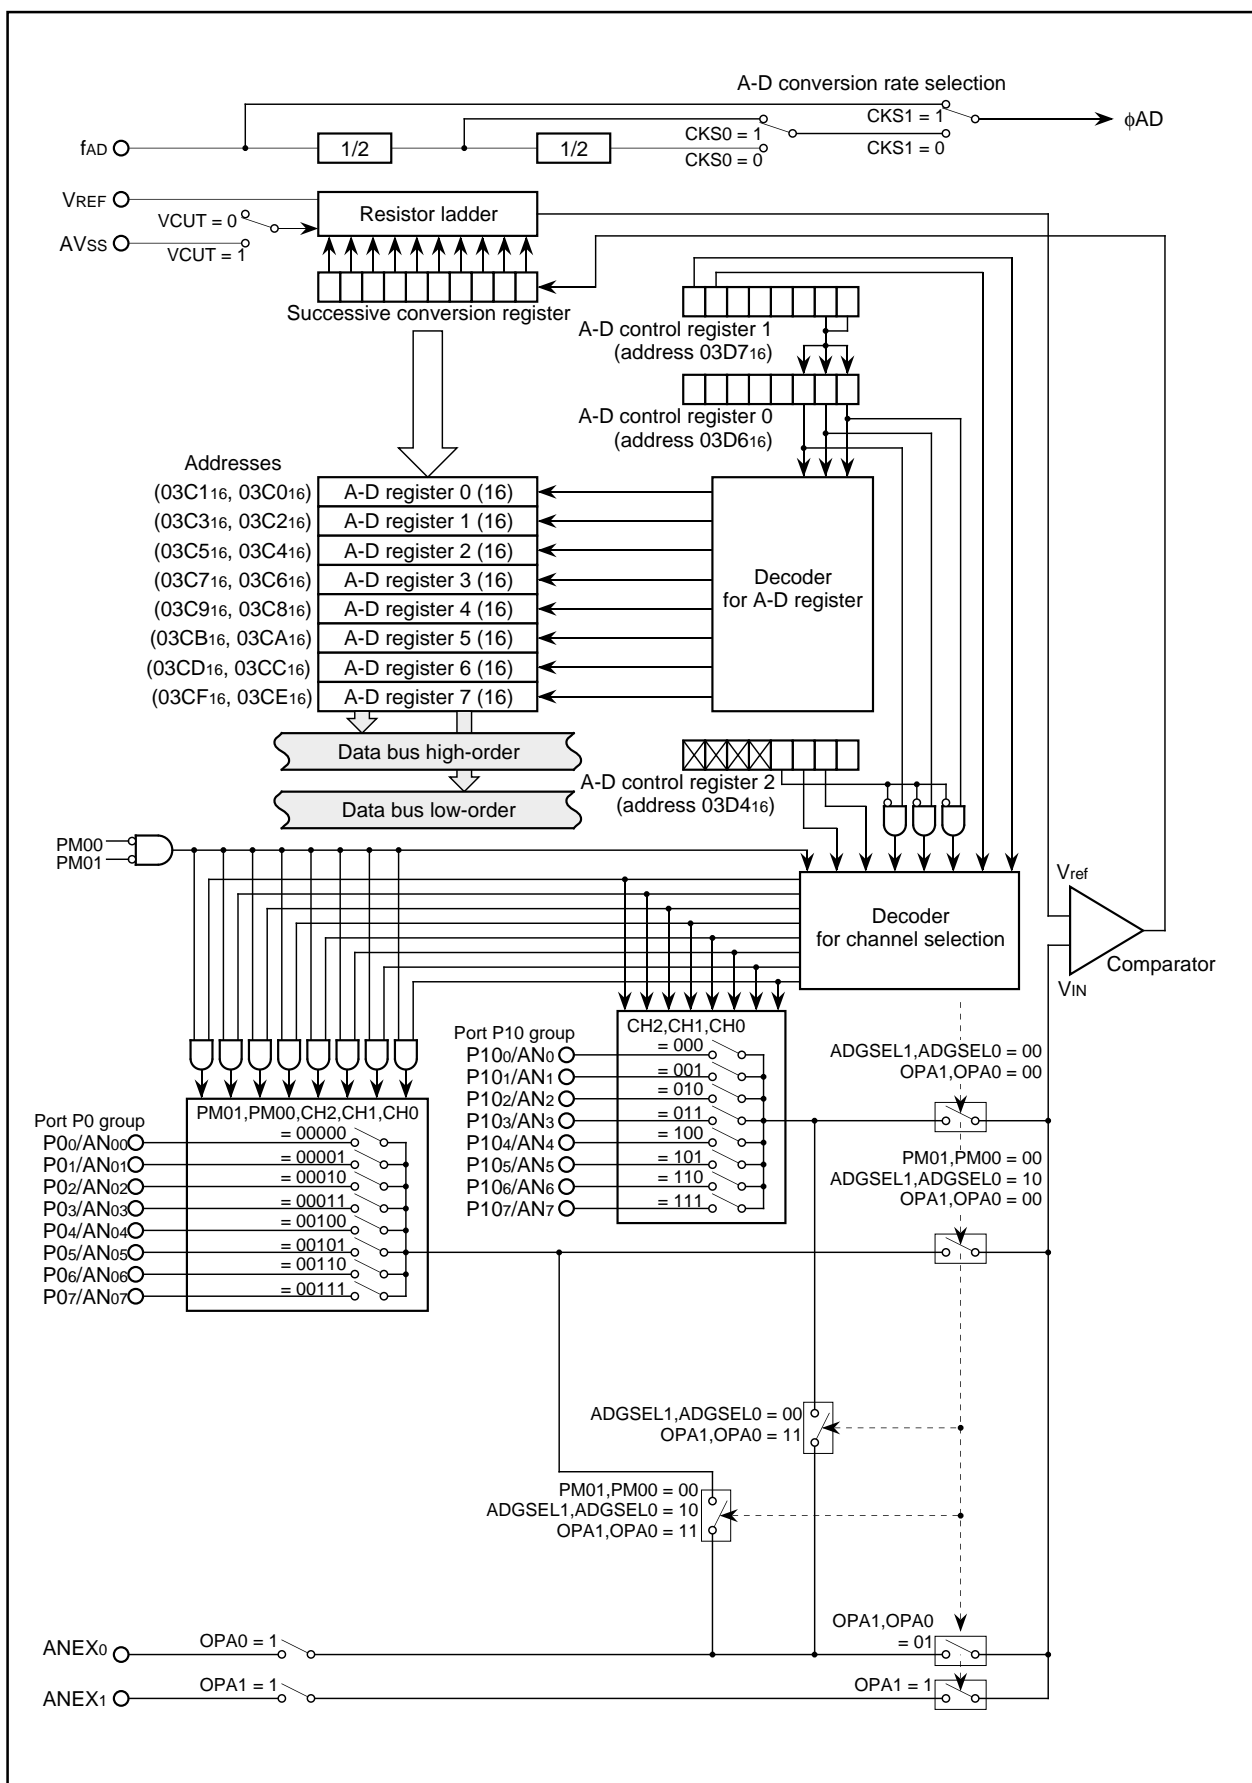 A-D conversion rate selection
CKS1 = 1
φAD
CKS0 = 1
fAD
1/2
1/2
CKS0 = 0
CKS1 = 0
VREF
VCUT = 0
Resistor ladder
AVSS
VCUT = 1
Successive conversion register
A-D control register 1
(address 03D716)
A-D control register 0
(address 03D616)
Addresses
(03C116, 03C016) A-D register 0 (16)
(03C316, 03C216) A-D register 1 (16)
(03C516, 03C416) A-D register 2 (16)
(03C716, 03C616) A-D register 3 (16)
(03C916, 03C816) A-D register 4 (16)
(03CB16, 03CA16) A-D register 5 (16)
(03CD16, 03CC16) A-D register 6 (16)
(03CF16, 03CE16) A-D register 7 (16)
Decoder
for A-D register
Data bus high-order
Data bus low-order
A-D control register 2
(address 03D416)
PM00
PM01
Decoder
for channel selection
Vref
VIN
Comparator
Port P10 group
CH2,CH1,CH0
P100/AN0 = 000
P101/AN1 = 001
P102/AN2 = 010
P103/AN3 = 011
P104/AN4 = 100
P105/AN5 = 101
P106/AN6 = 110
P107/AN7 = 111
ADGSEL1,ADGSEL0 = 00
OPA1,OPA0 = 00
Port P0 group
PM01,PM00,CH2,CH1,CH0
P00/AN00 = 00000
P01/AN01 = 00001
P02/AN02 = 00010
P03/AN03 = 00011
P04/AN04 = 00100
P05/AN05 = 00101
P06/AN06 = 00110
P07/AN07 = 00111
PM01,PM00 = 00
ADGSEL1,ADGSEL0 = 10
OPA1,OPA0 = 00
ADGSEL1,ADGSEL0 = 00
OPA1,OPA0 = 11
PM01,PM00 = 00
ADGSEL1,ADGSEL0 = 10
OPA1,OPA0 = 11
OPA1,OPA0
= 01
ANEX0
OPA0 = 1
ANEX1
OPA1 = 1
OPA1 = 1